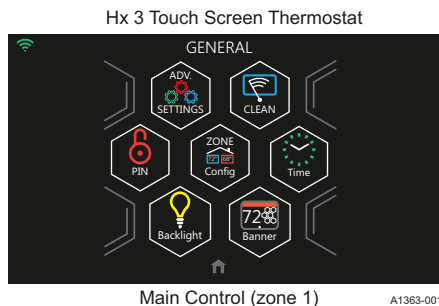 Hx 3 Touch Screen Thermostat
GENERAL
ADV.
SETTINGS
CLEAN
PIN
ZONE
72° 68°
Config
Time
Backlight
72
Banner
Main Control (zone 1)
A1363-001